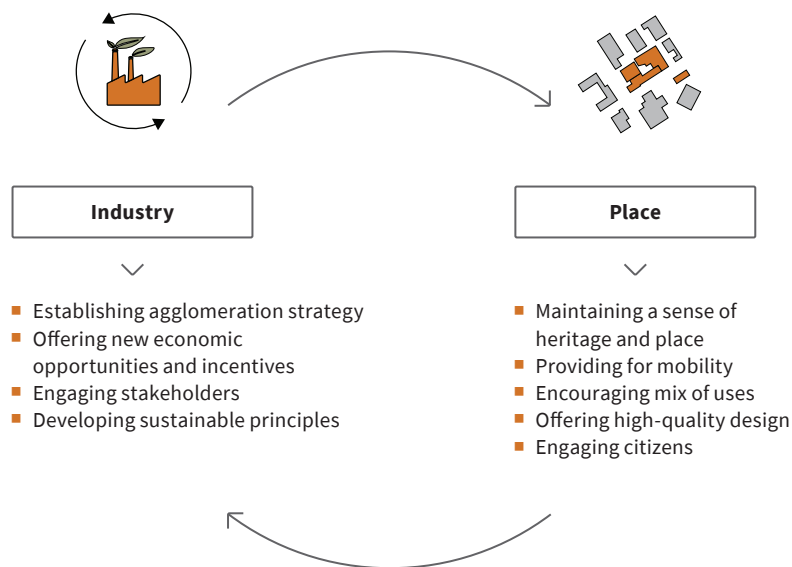 Industry
Establishing agglomeration strategy
Offering new economic
opportunities and incentives
Engaging stakeholders
Developing sustainable principles
Place
Maintaining a sense of
heritage and place
Providing for mobility
Encouraging mix of uses
Offering high-quality design
Engaging citizens